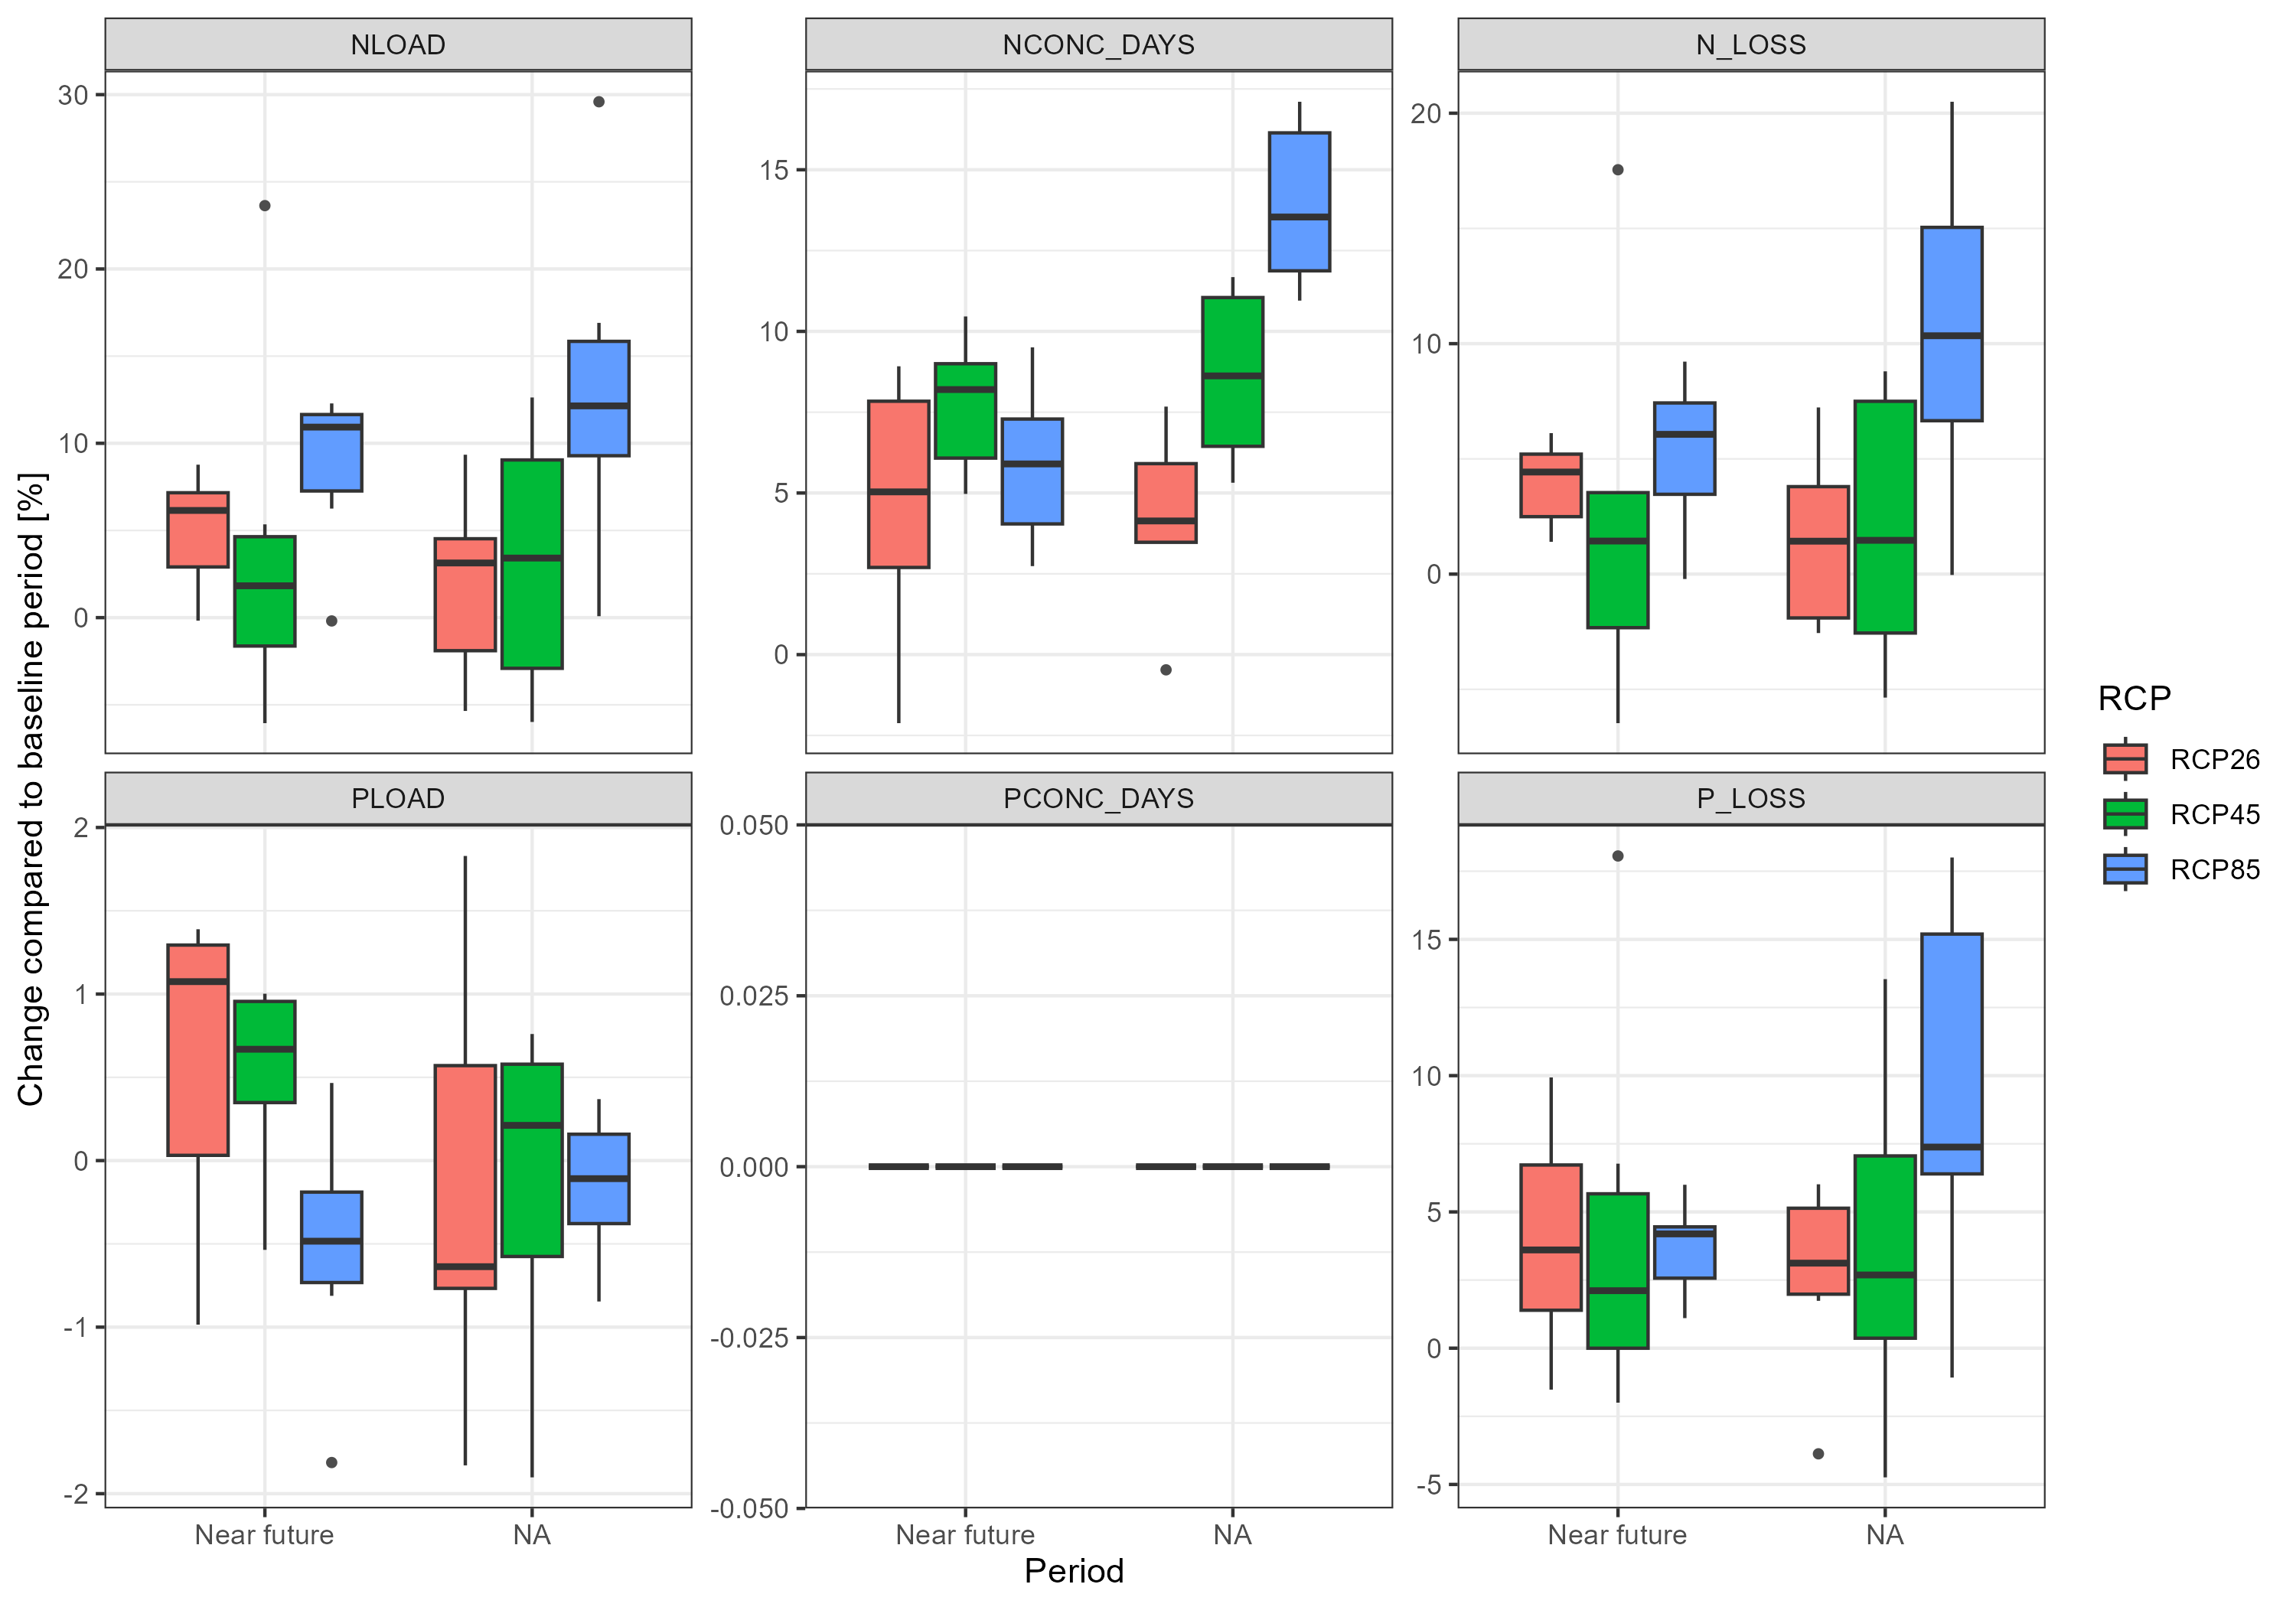 NLOAD
NCONC_DAYS
N_LOSS
30
20
10
0
15
10
5
0
20
10
0
Change compared to baseline period [%]
PLOAD
PCONC_DAYS
P_LOSS
2
1
0
-1
-2
0.050
0.025
0.000
-0.025
-0.050
15
10
5
0
-5
Near future NA
Near future NA
Near future NA
Period
RCP
RCP26
RCP45
RCP85